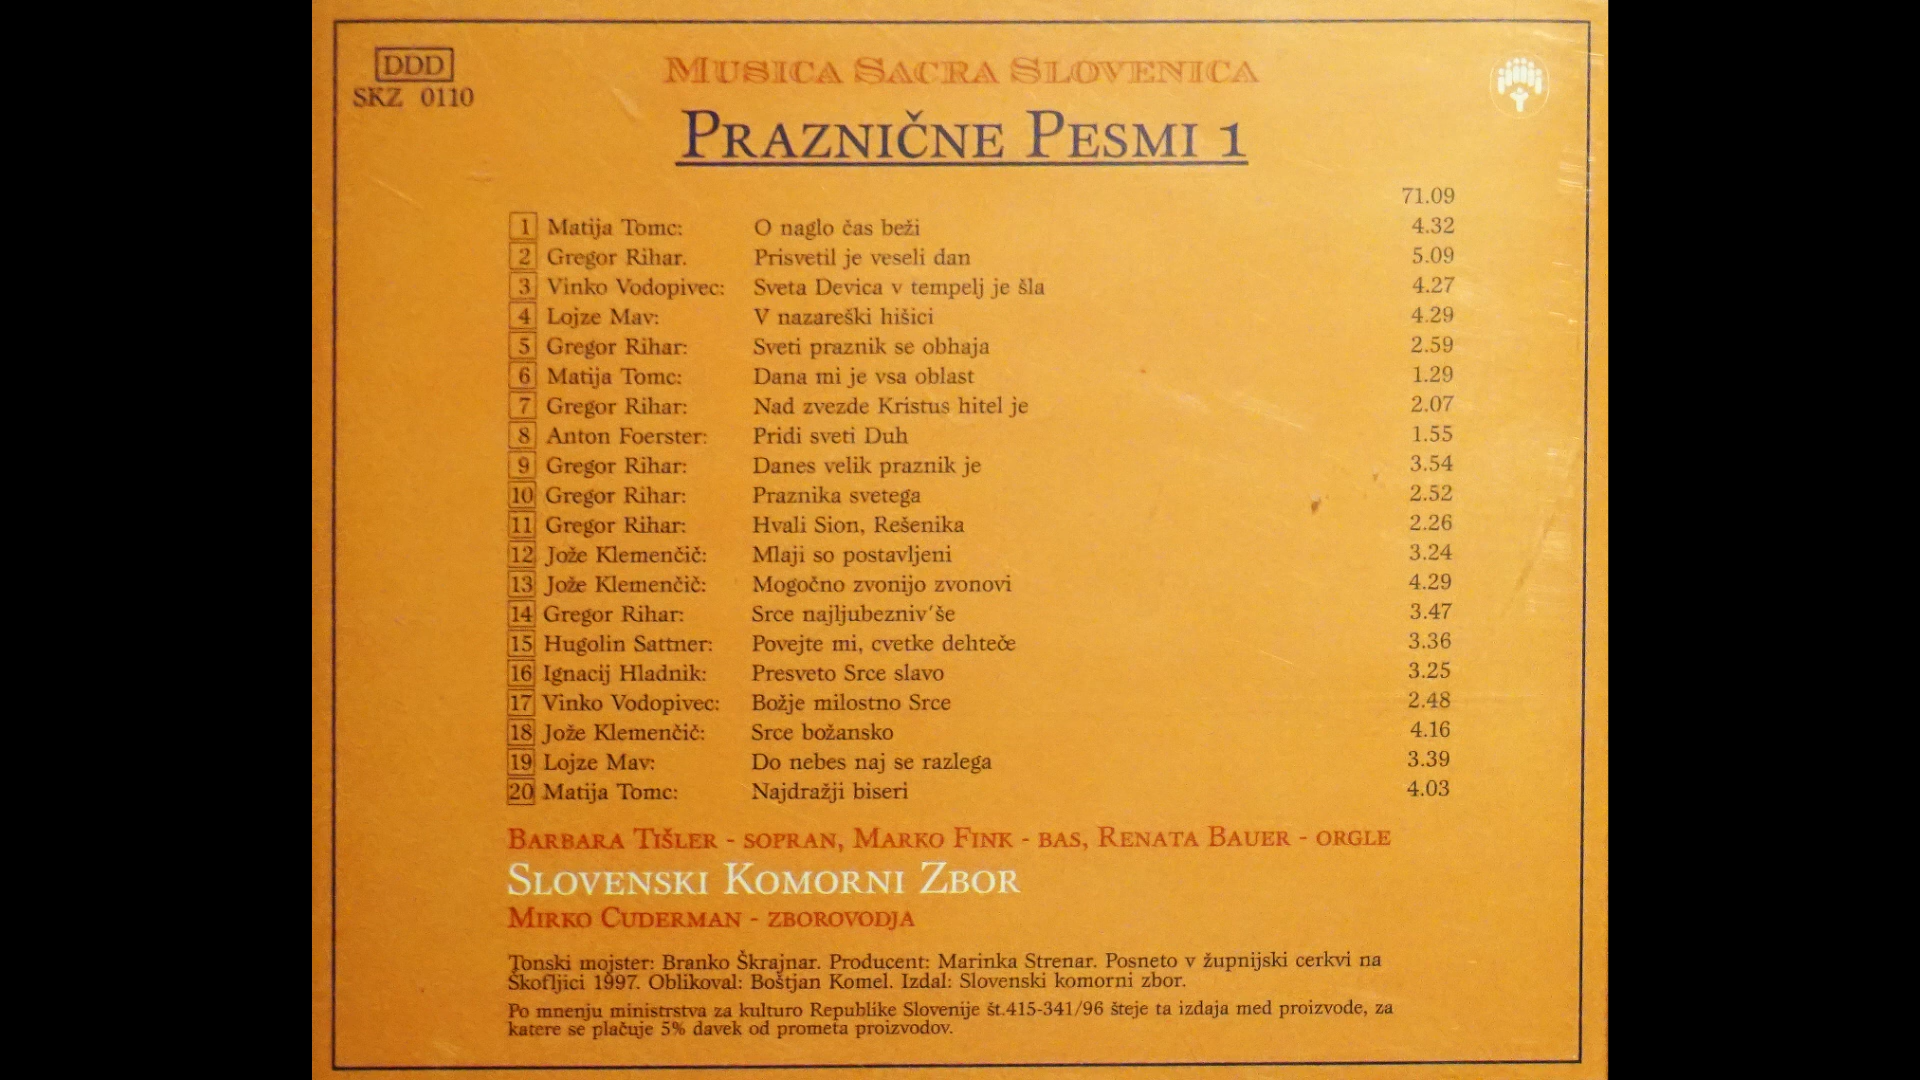 DDD
SKZ 0110
MUSICA SACRA SLOVENICA
PRAZNIČNE PESMI 1
71.09
1 Matija Tomc: O naglo čas beži 4.32
2 Gregor Rihar. Prisvetil je veseli dan 5.09
3 Vinko Vodopivec: Sveta Devica v tempelj je šla 4.27
4 Lojze Mav: V nazareški hišici 4.29
5 Gregor Rihar: Sveti praznik se obhaja 2.59
6 Matija Tomc: Dana mi je vsa oblast 1.29
7 Gregor Rihar: Nad zvezde Kristus hitel je 2.07
8 Anton Foerster: Pridi sveti Duh 1.55
9 Gregor Rihar: Danes velik praznik je 3.54
10 Gregor Rihar: Praznika svetega 2.52
11 Gregor Rihar: Hvali Sion, Rešenika 2.26
12 Jože Klemenčič: Mlaji so postavljeni 3.24
13 Jože Klemenčič: Mogočno zvonijo zvonovi 4.29
14 Gregor Rihar: Srce najljubezniv'še 3.47
15 Hugolin Sattner: Povejte mi, cvetke dehteče 3.36
16 Ignacij Hladnik: Presveto Srce slavo 3.25
17 Vinko Vodopivec: Božje milostno Srce 2.48
18 Jože Klemenčič: Srce božansko 4.16
19 Lojze Mav: Do nebes naj se razlega 3.39
20 Matija Tomc: Najdražji biseri 4.03
BARBARA TIŠLER - SOPRAN, MARKO FINK - BAS, RENATA BAUER - ORGLE
SLOVENSKI KOMORNI ZBOR
MIRKO CUDERMAN - ZBOROVODJA
Tonski mojster: Branko Škrajnar. Producent: Marinka Strenar. Posneto v župnijski cerkvi na
Škofljici 1997. Oblikoval: Boštjan Komel. Izdal: Slovenski komorni zbor.
Po mnenju ministrstva za kulturo Republike Slovenije št.415-341/96 šteje ta izdaja med proizvode, za
katere se plačuje 5% davek od prometa proizvodov.